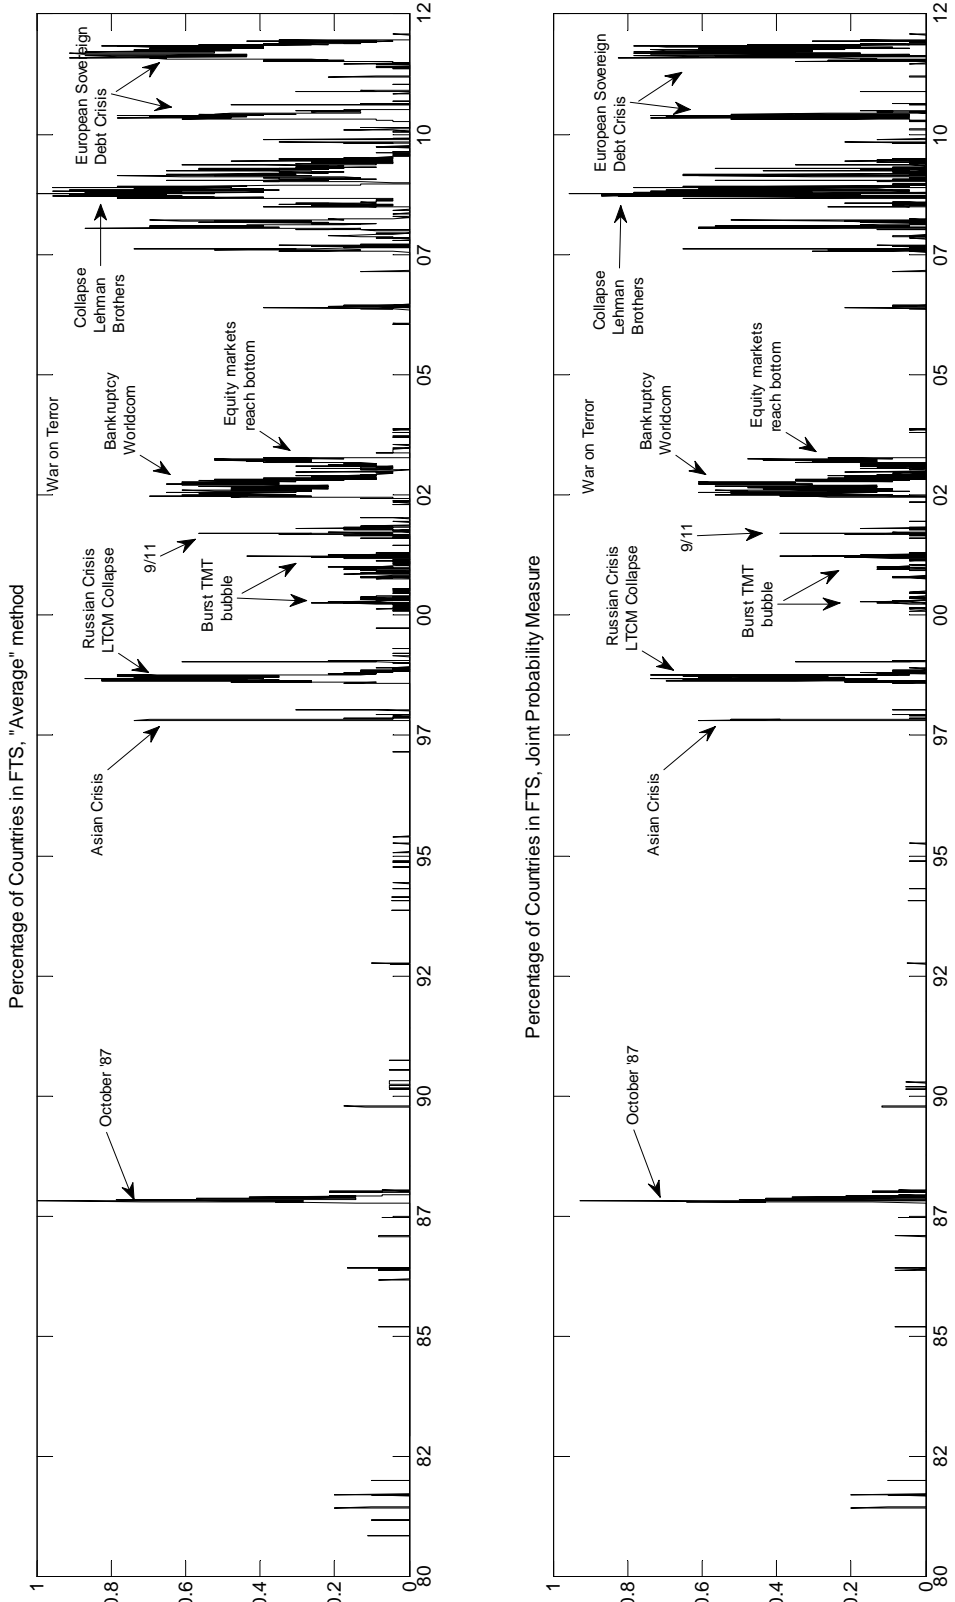 Percentage of Countries in FTS, "Average" method
1
0.8
0.6
0.4
0.2
0
80
82
85
87
90
92
95
97
00
02
05
07
10
12
October '87
Asian Crisis
Russian Crisis
LTCM Collapse
Burst TMT
bubble
9/11
War on Terror
Bankruptcy
Worldcom
Equity markets
reach bottom
Collapse
Lehman
Brothers
European Sovereign
Debt Crisis
Percentage of Countries in FTS, Joint Probability Measure
1
0.8
0.6
0.4
0.2
0
80
82
85
87
90
92
95
97
00
02
05
07
10
12
October '87
Asian Crisis
Russian Crisis
LTCM Collapse
Burst TMT
bubble
9/11
War on Terror
Bankruptcy
Worldcom
Equity markets
reach bottom
Collapse
Lehman
Brothers
European Sovereign
Debt Crisis